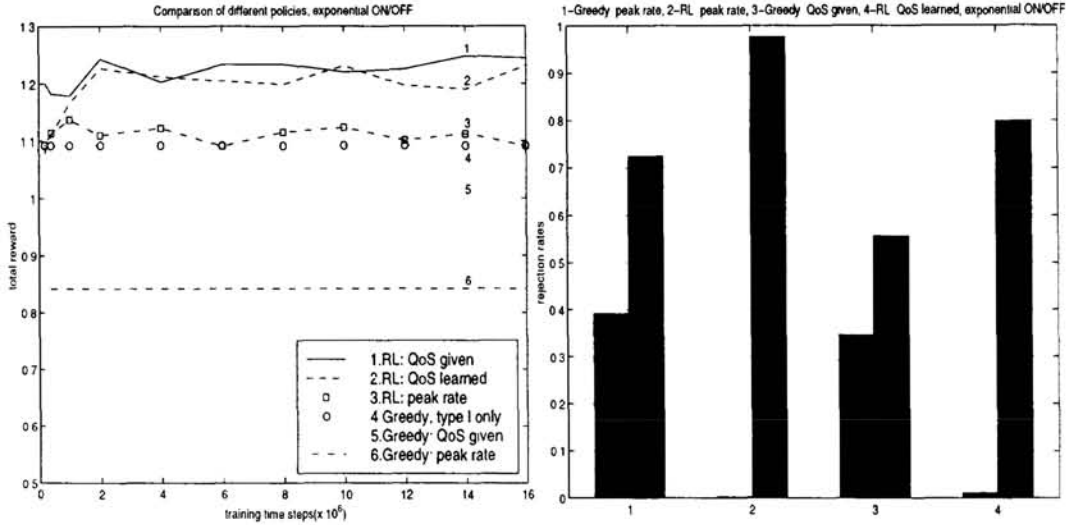 Comparison of different policies, exponential ON/OFF
1.3
1.2
1.1
1
0.9
0.8
0.7
0.6
0.5
total reward
1
2
3
4
5
6
1.RL: QoS given
2.RL: QoS learned
3.RL: peak rate
4 Greedy, type I only
5.Greedy: QoS given
6.Greedy: peak rate
0 2 4 6 8 10 12 14 16
training time steps(x 10^6)
1-Greedy peak rate, 2-RL peak rate, 3-Greedy QoS given, 4-RL QoS learned, exponential ON/OFF
1
0.9
0.8
0.7
0.6
0.5
0.4
0.3
0.2
0.1
0
rejection rates
1 2 3 4